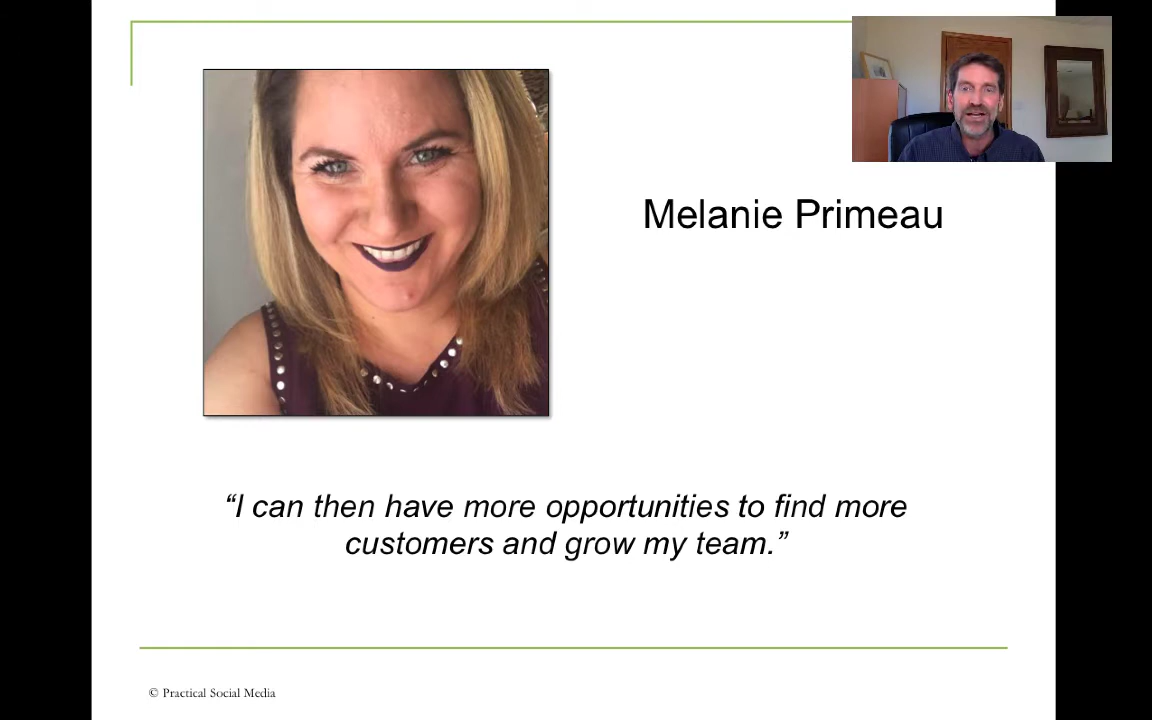 Melanie Primeau
“I can then have more opportunities to find more
customers and grow my team.”
© Practical Social Media